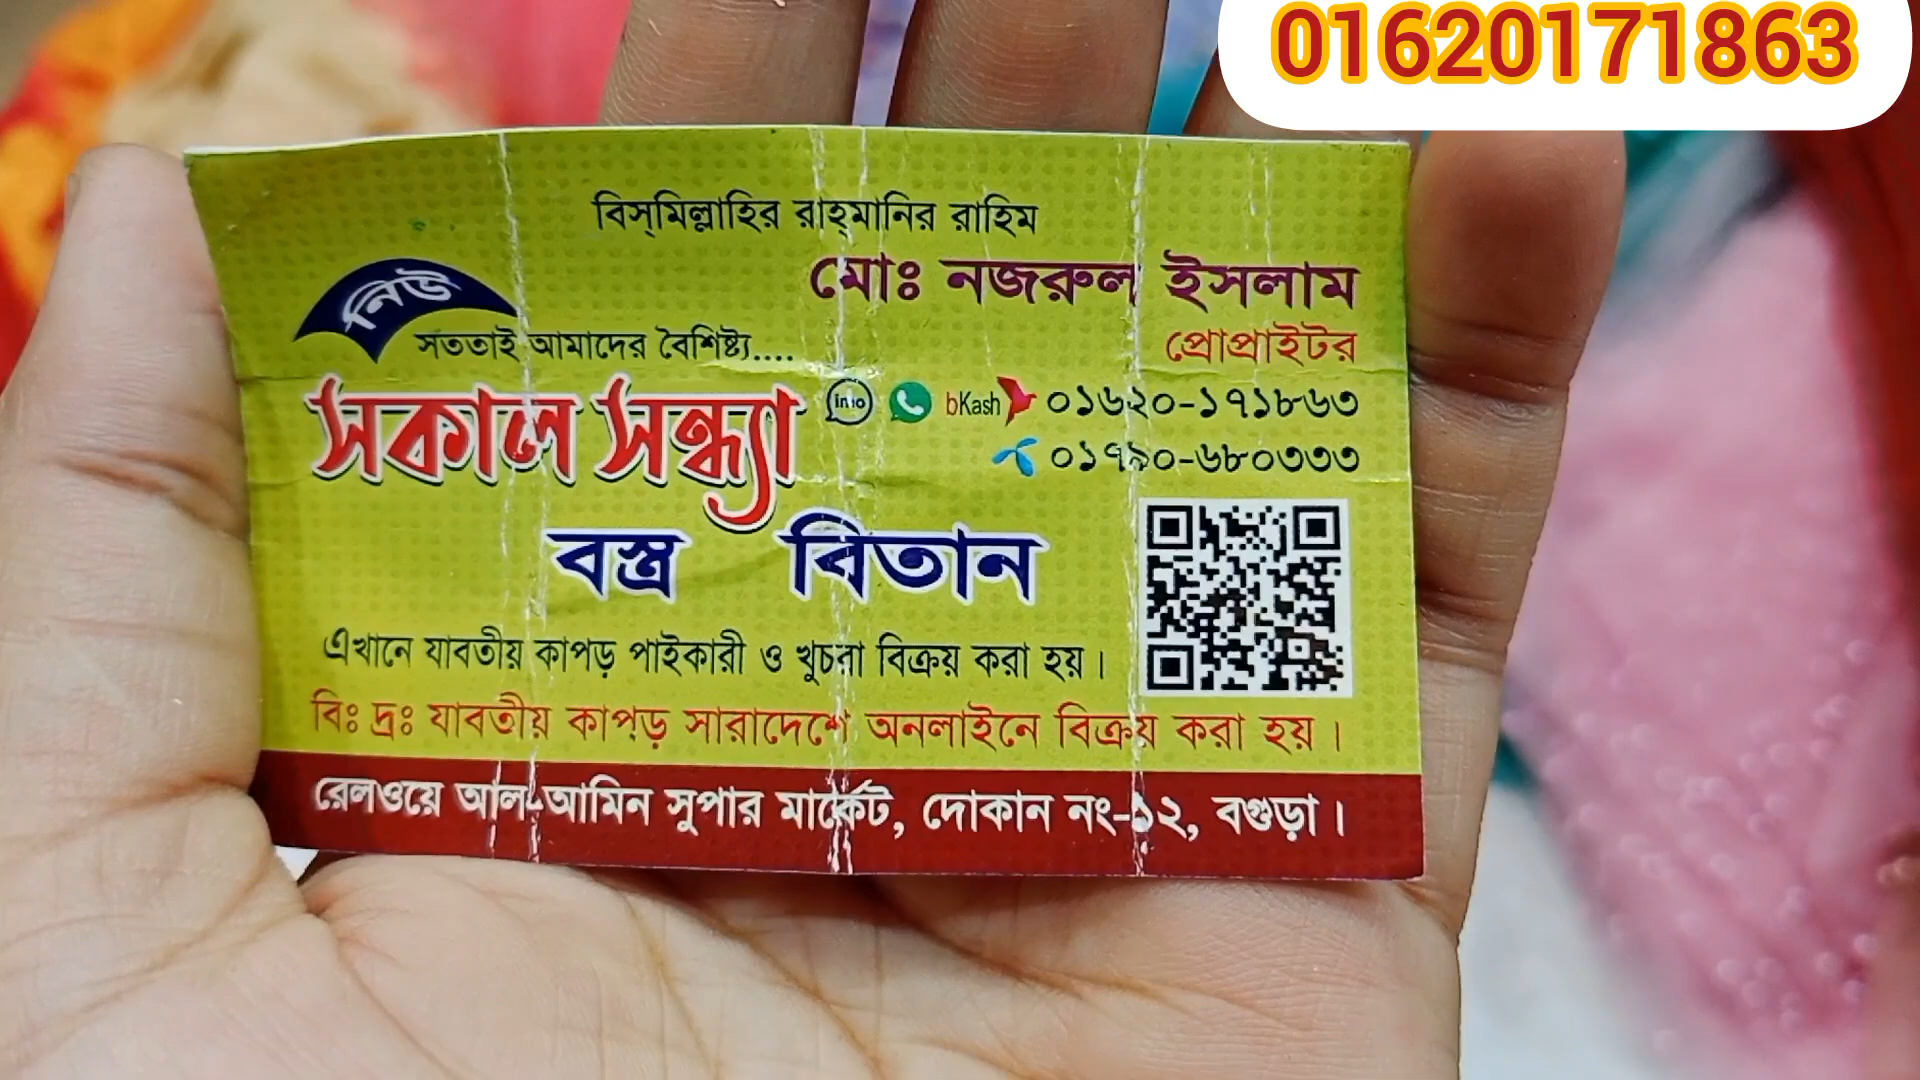 01620171863
বিস্‌মিল্লাহির রাহ্‌মানির রাহিম
মোঃ নজরুল ইসলাম
নিউ
সততাই আমাদের বৈশিষ্ট্য....
প্রোপ্রাইটর
সকাল সন্ধ্যা
imo bKash ০১৬২০-১৭১৮৬৩
০১৭৯০-৬৮০৩৩৩
বস্ত্র বিতান
এখানে যাবতীয় কাপড় পাইকারী ও খুচরা বিক্রয় করা হয়।
বিঃ দ্রঃ যাবতীয় কাপড় সারাদেশে অনলাইনে বিক্রয় করা হয়।
রেলওয়ে আল-আমিন সুপার মার্কেট, দোকান নং-১২, বগুড়া।